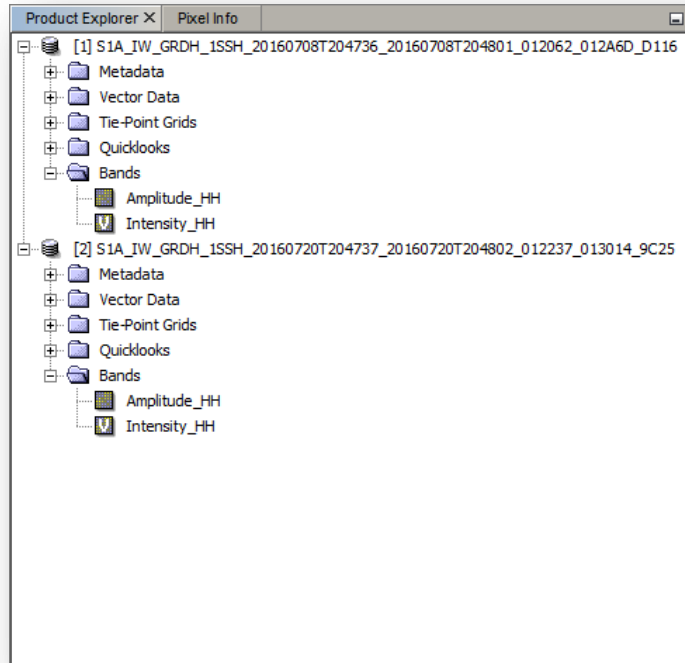 Product Explorer Pixel Info
[1] S1A_IW_GRDH_1SSH_20160708T204736_20160708T204801_012062_012A6D_D116
Metadata
Vector Data
Tie-Point Grids
Quicklooks
Bands
Amplitude_HH
Intensity_HH
[2] S1A_IW_GRDH_1SSH_20160720T204737_20160720T204802_012237_013014_9C25
Metadata
Vector Data
Tie-Point Grids
Quicklooks
Bands
Amplitude_HH
Intensity_HH